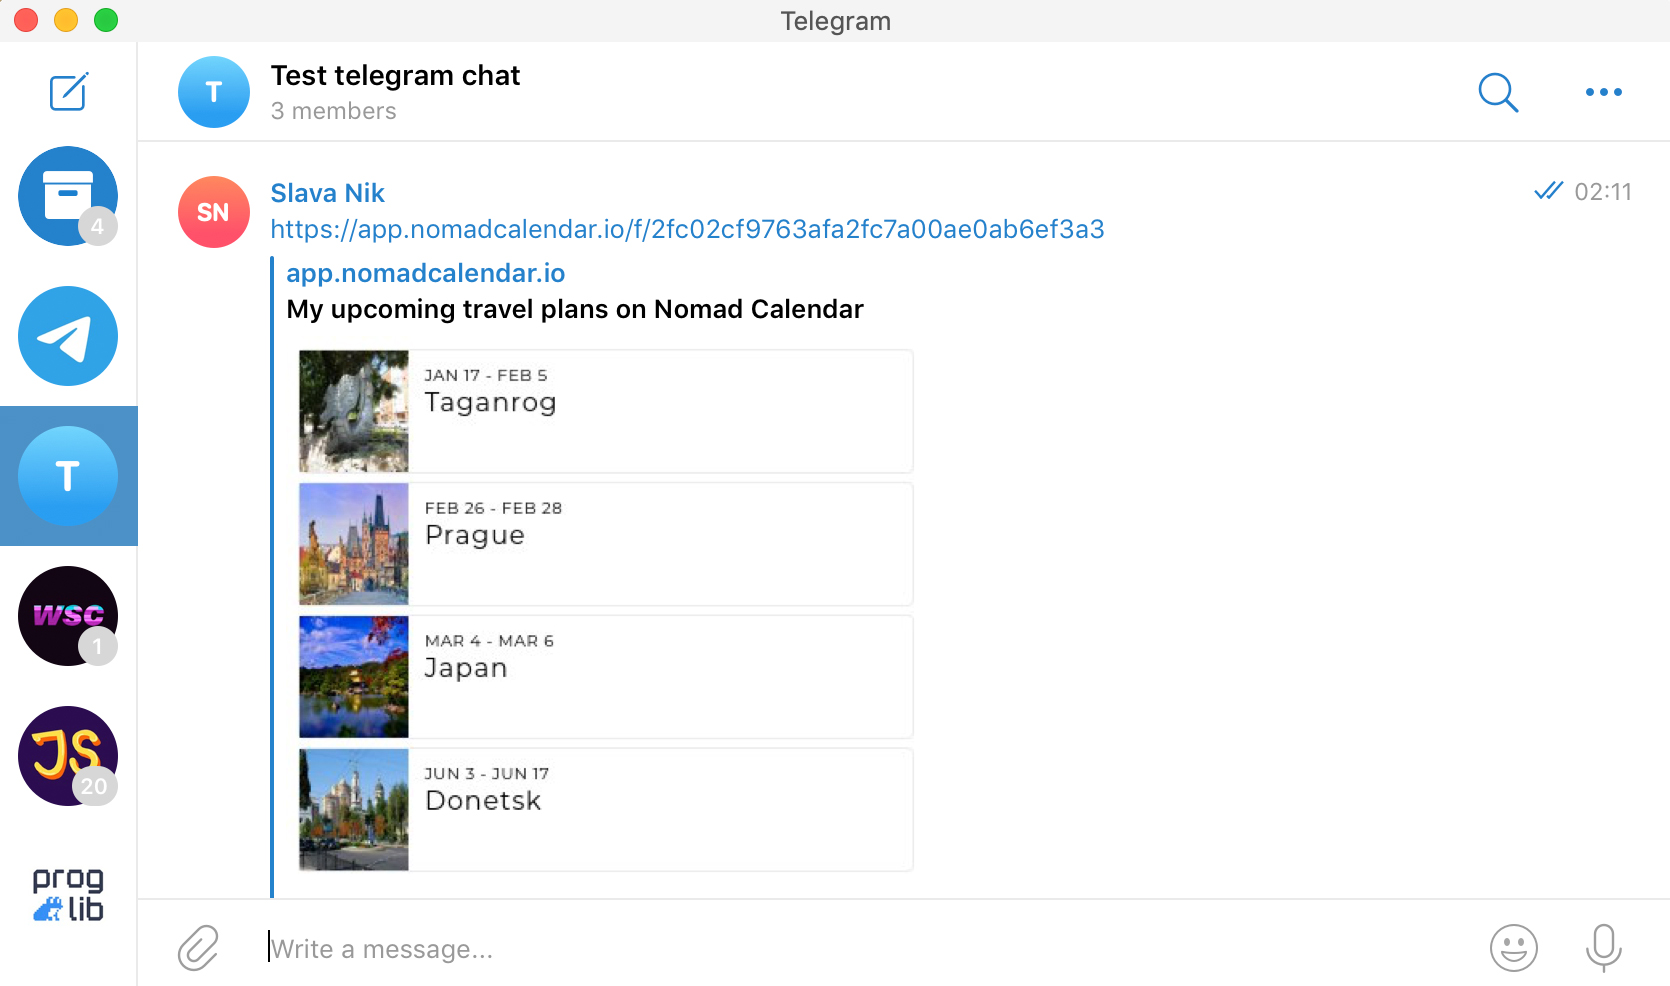 Telegram
T
Test telegram chat
3 members
4
SN
Slava Nik
02:11
https://app.nomadcalendar.io/f/2fc02cf9763afa2fc7a00ae0ab6ef3a3
app.nomadcalendar.io
My upcoming travel plans on Nomad Calendar
JAN 17 - FEB 5
Taganrog
T
FEB 26 - FEB 28
Prague
wsc
1
MAR 4 - MAR 6
Japan
JS
20
JUN 3 - JUN 17
Donetsk
prog
lib
Write a message...